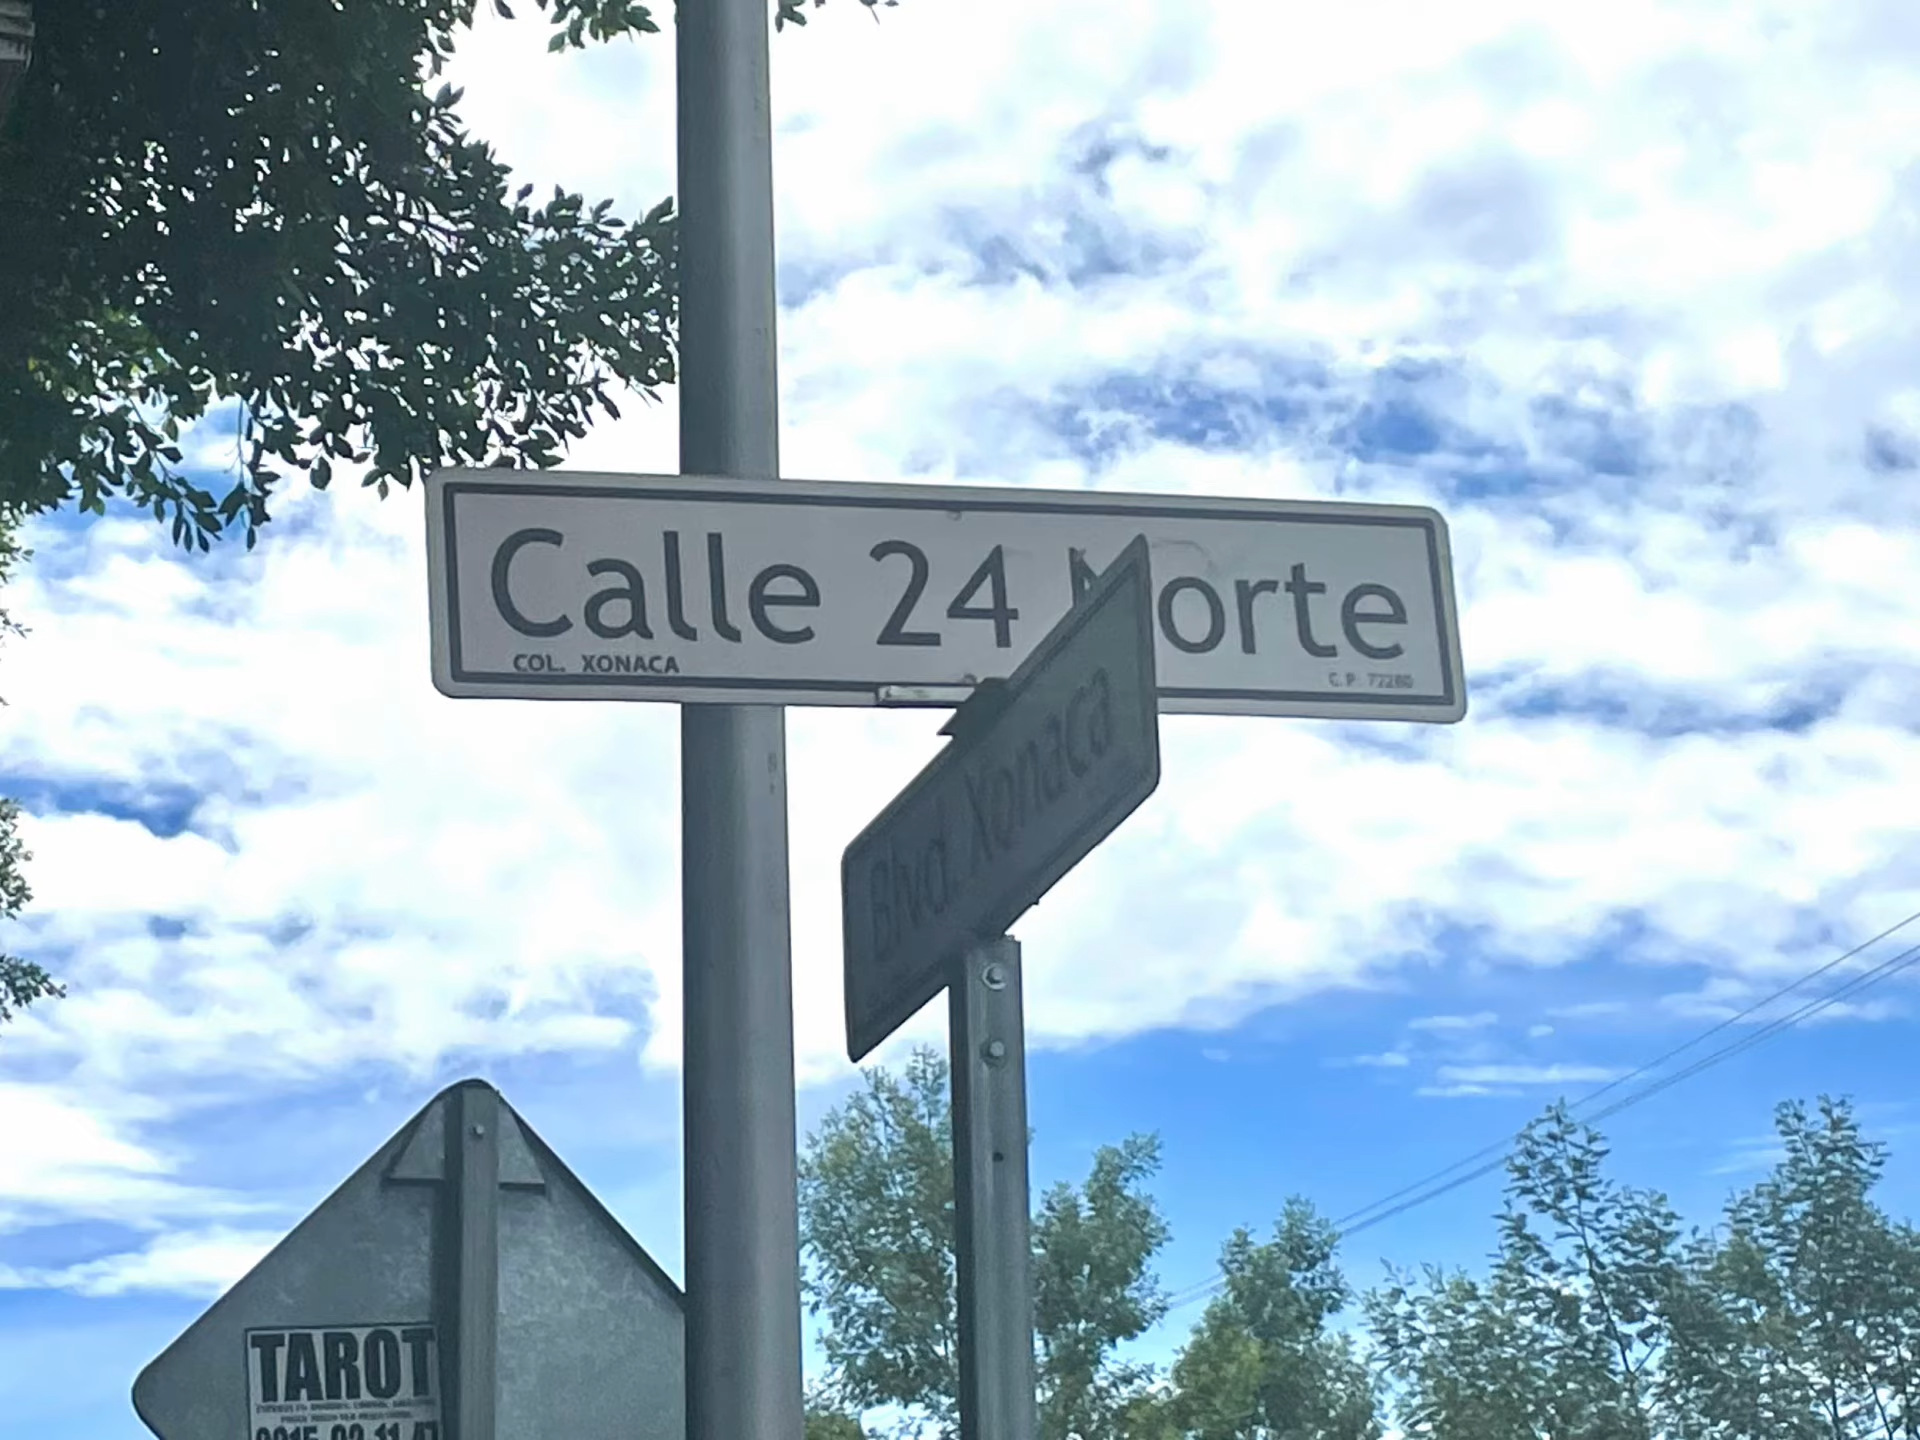 Calle 24 Norte
COL. XONACA
C.P. 72280
Blvd. Xonaca
TAROT